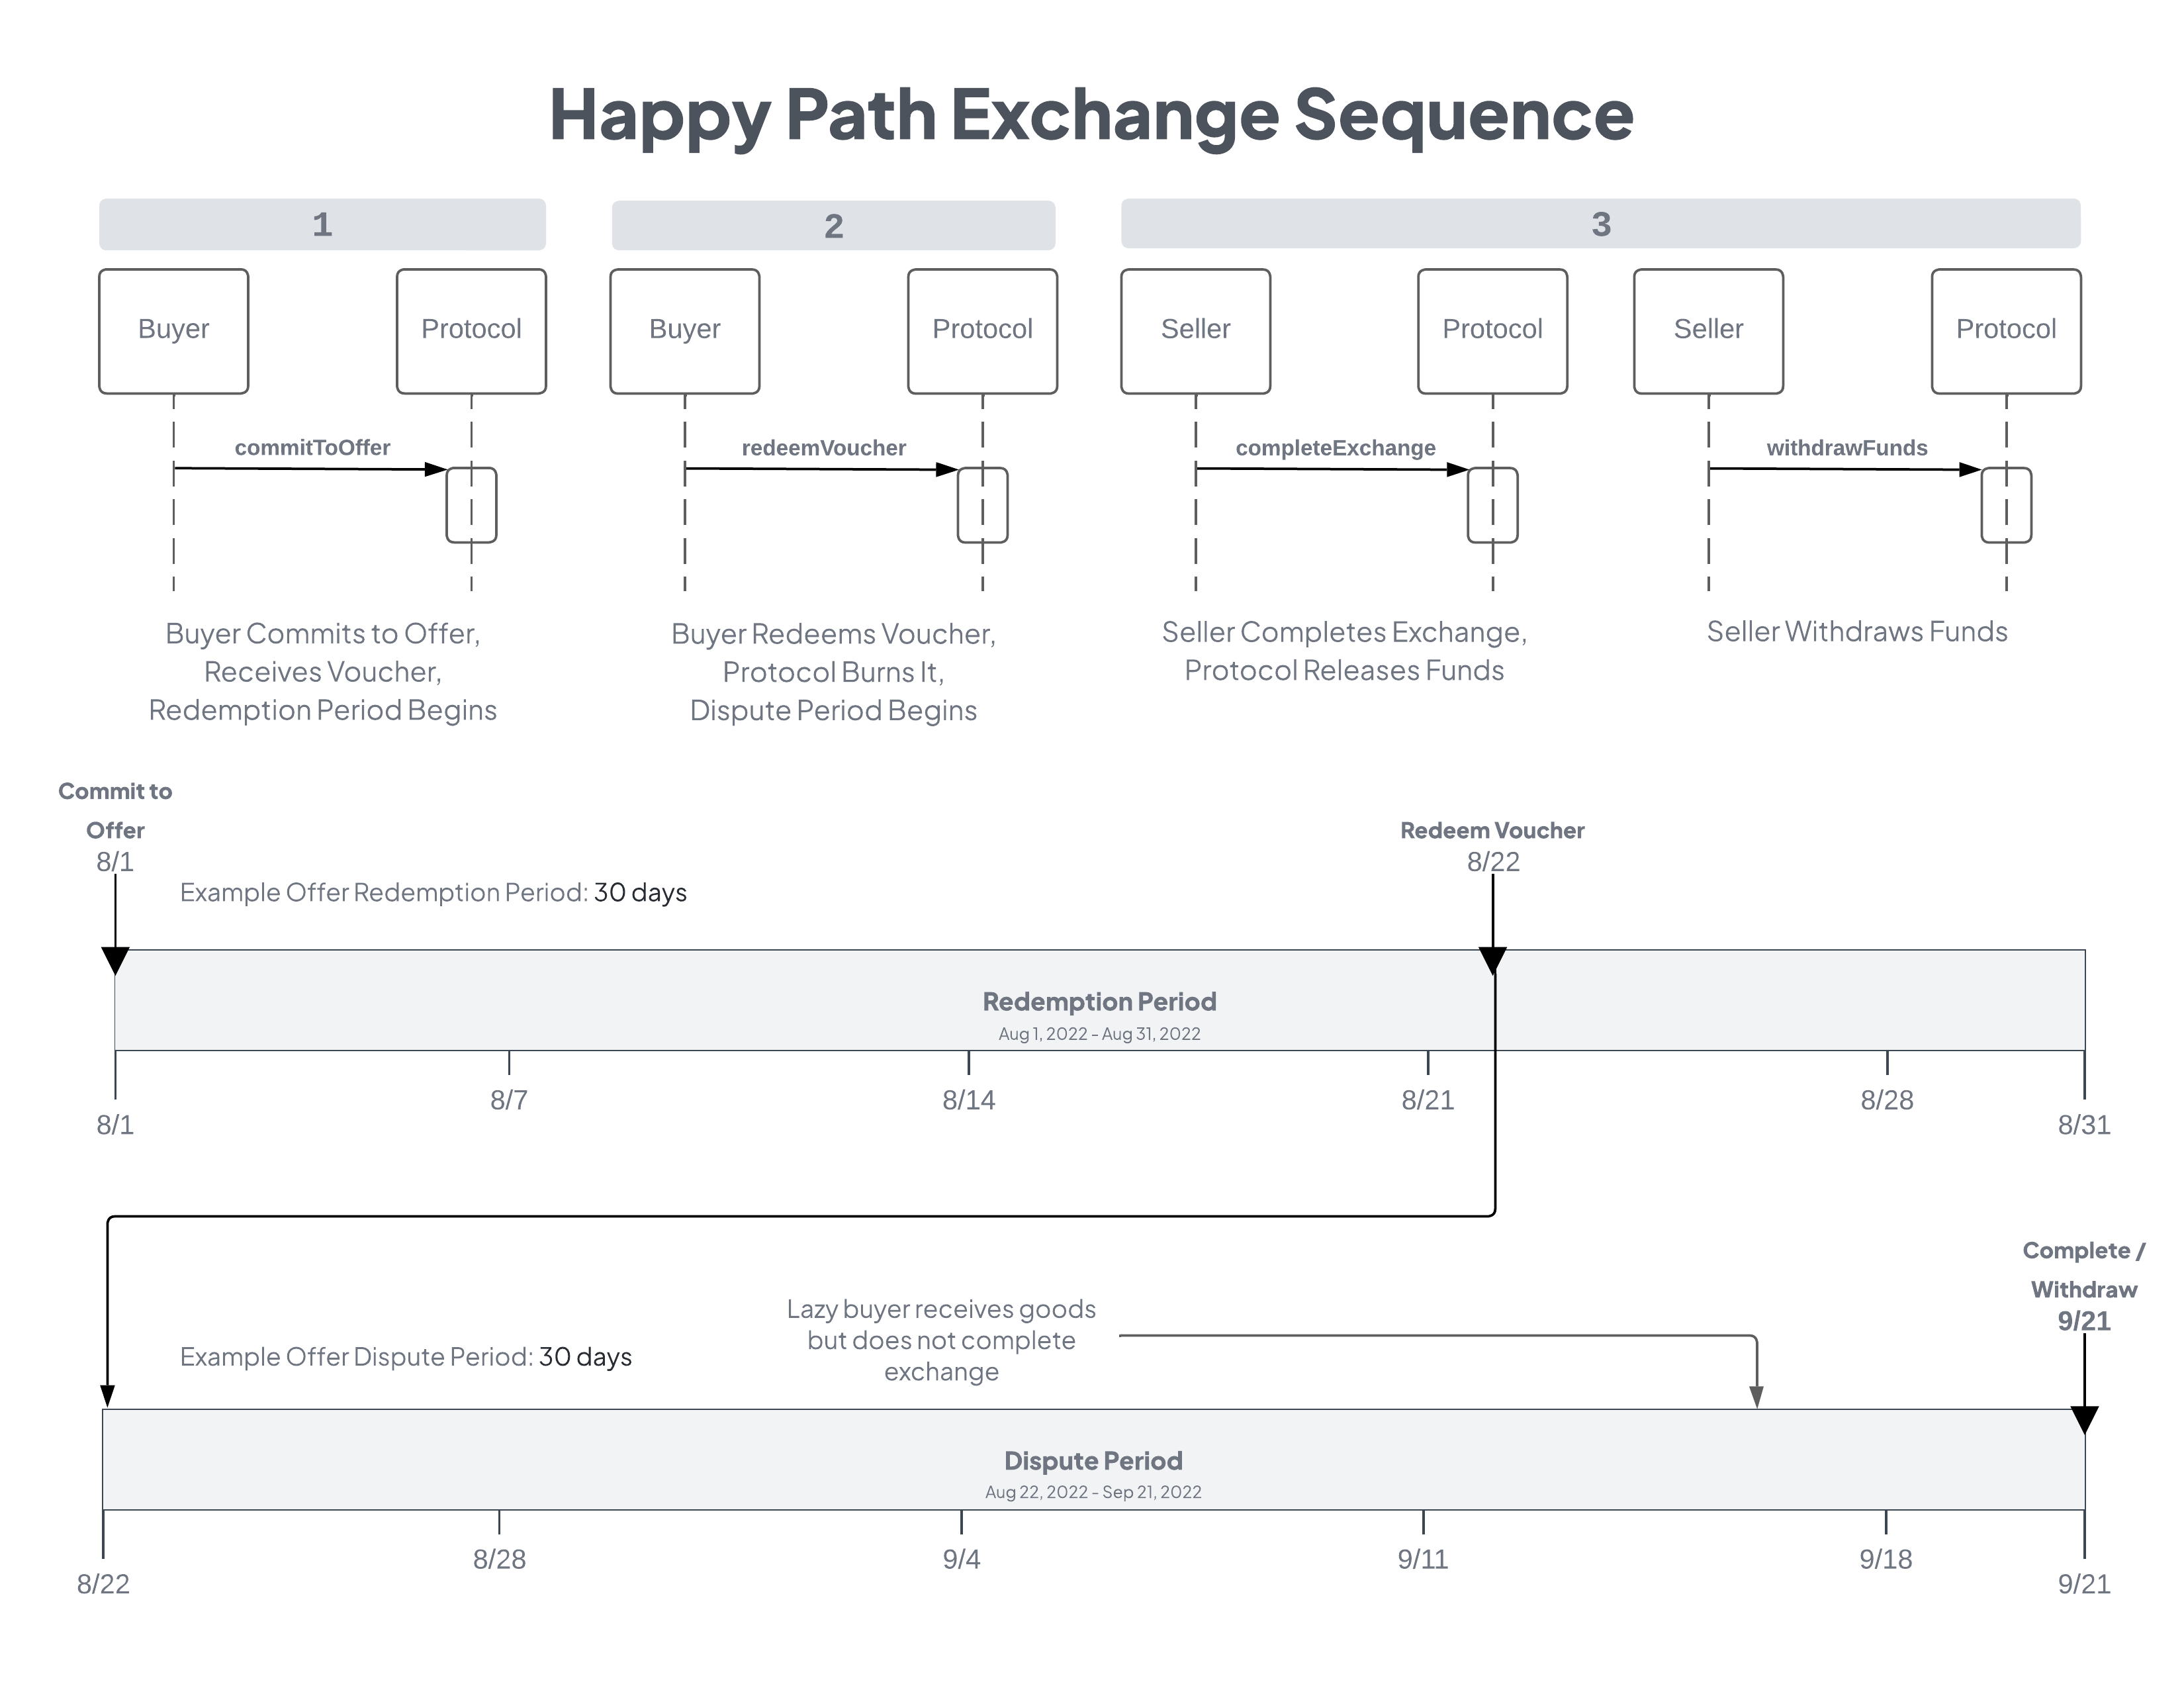 Happy Path Exchange Sequence
1
2
3
Buyer
Protocol
Buyer
Protocol
Seller
Protocol
Seller
Protocol
commitToOffer
redeemVoucher
completeExchange
withdrawFunds
Buyer Commits to Offer,
Receives Voucher,
Redemption Period Begins
Buyer Redeems Voucher,
Protocol Burns It,
Dispute Period Begins
Seller Completes Exchange,
Protocol Releases Funds
Seller Withdraws Funds
Commit to
Offer
8/1
Example Offer Redemption Period: 30 days
Redeem Voucher
8/22
Redemption Period
Aug 1, 2022 - Aug 31, 2022
8/1
8/7
8/14
8/21
8/28
8/31
Complete /
Withdraw
9/21
Lazy buyer receives goods
but does not complete
exchange
Example Offer Dispute Period: 30 days
Dispute Period
Aug 22, 2022 - Sep 21, 2022
8/22
8/28
9/4
9/11
9/18
9/21